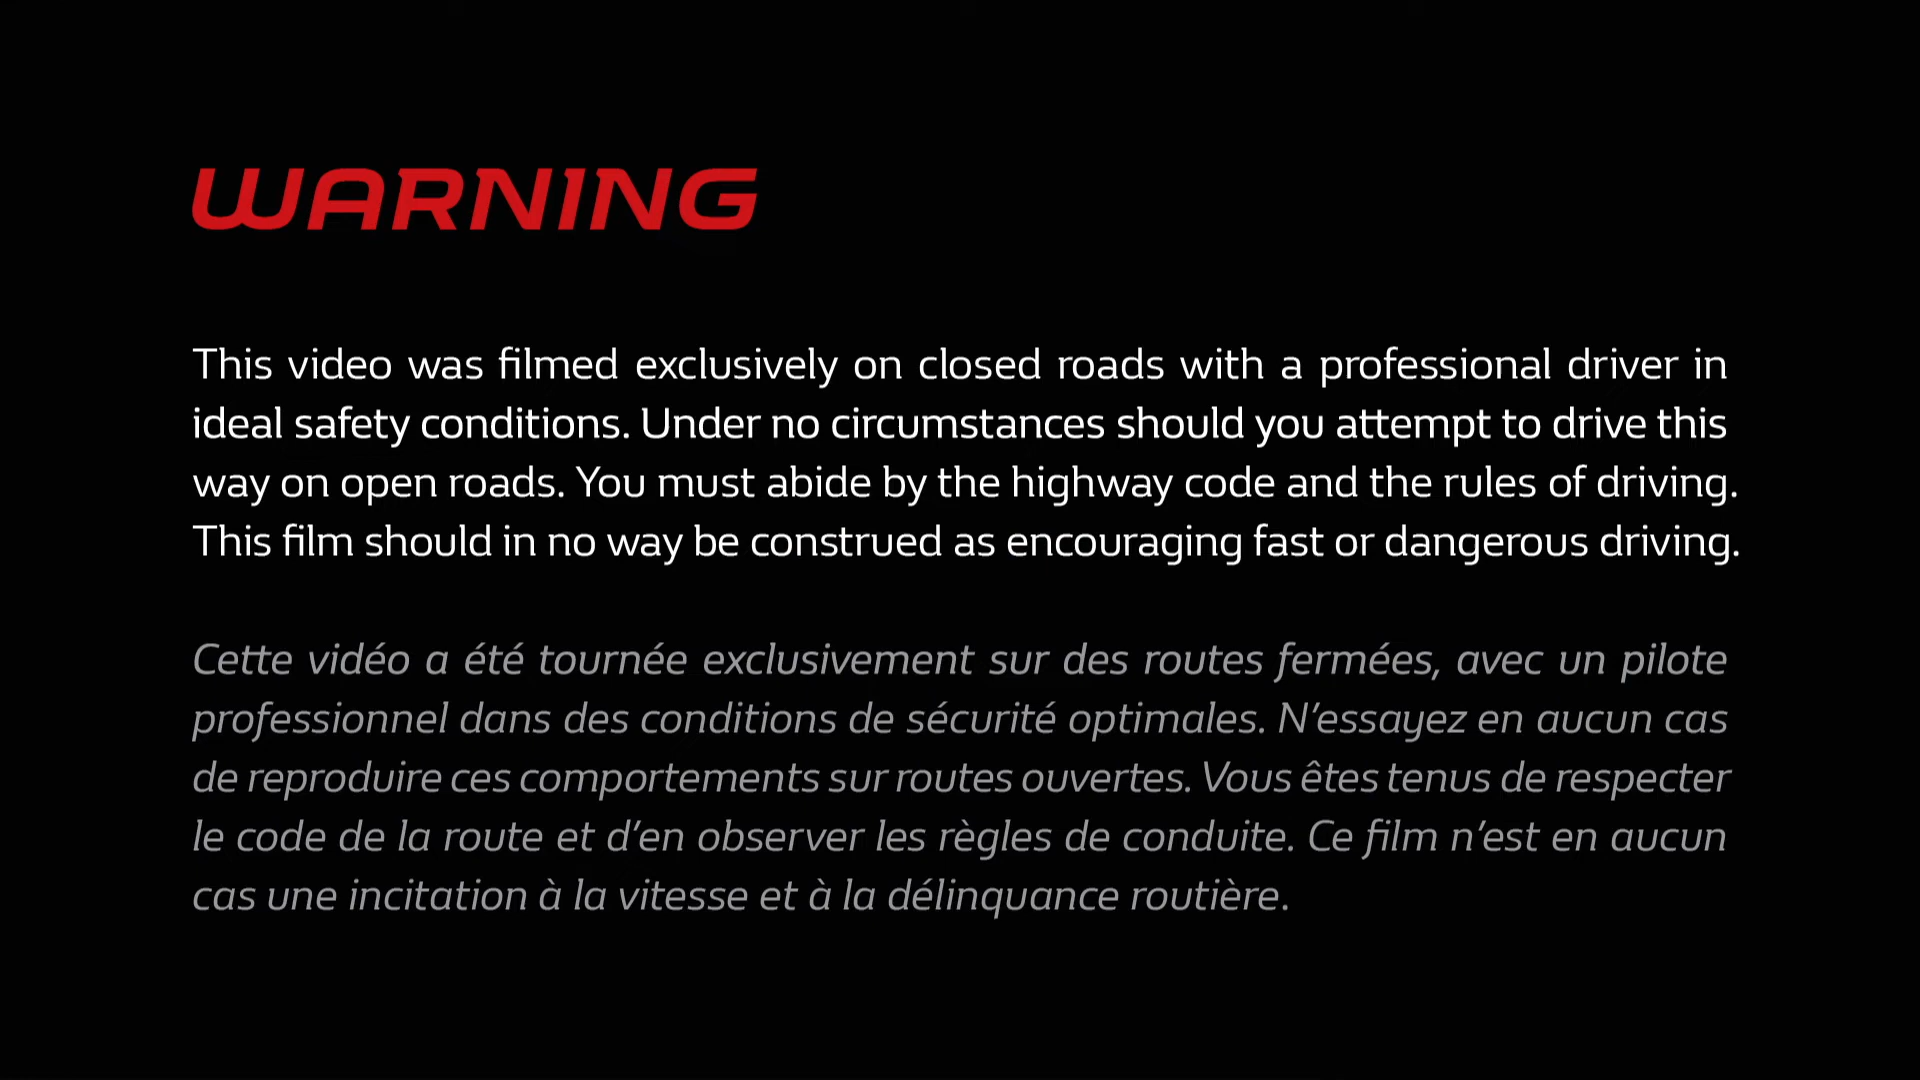 WARNING
This video was filmed exclusively on closed roads with a professional driver in
ideal safety conditions. Under no circumstances should you attempt to drive this
way on open roads. You must abide by the highway code and the rules of driving.
This film should in no way be construed as encouraging fast or dangerous driving.
Cette vidéo a été tournée exclusivement sur des routes fermées, avec un pilote
professionnel dans des conditions de sécurité optimales. N’essayez en aucun cas
de reproduire ces comportements sur routes ouvertes. Vous êtes tenus de respecter
le code de la route et d’en observer les règles de conduite. Ce film n’est en aucun
cas une incitation à la vitesse et à la délinquance routière.